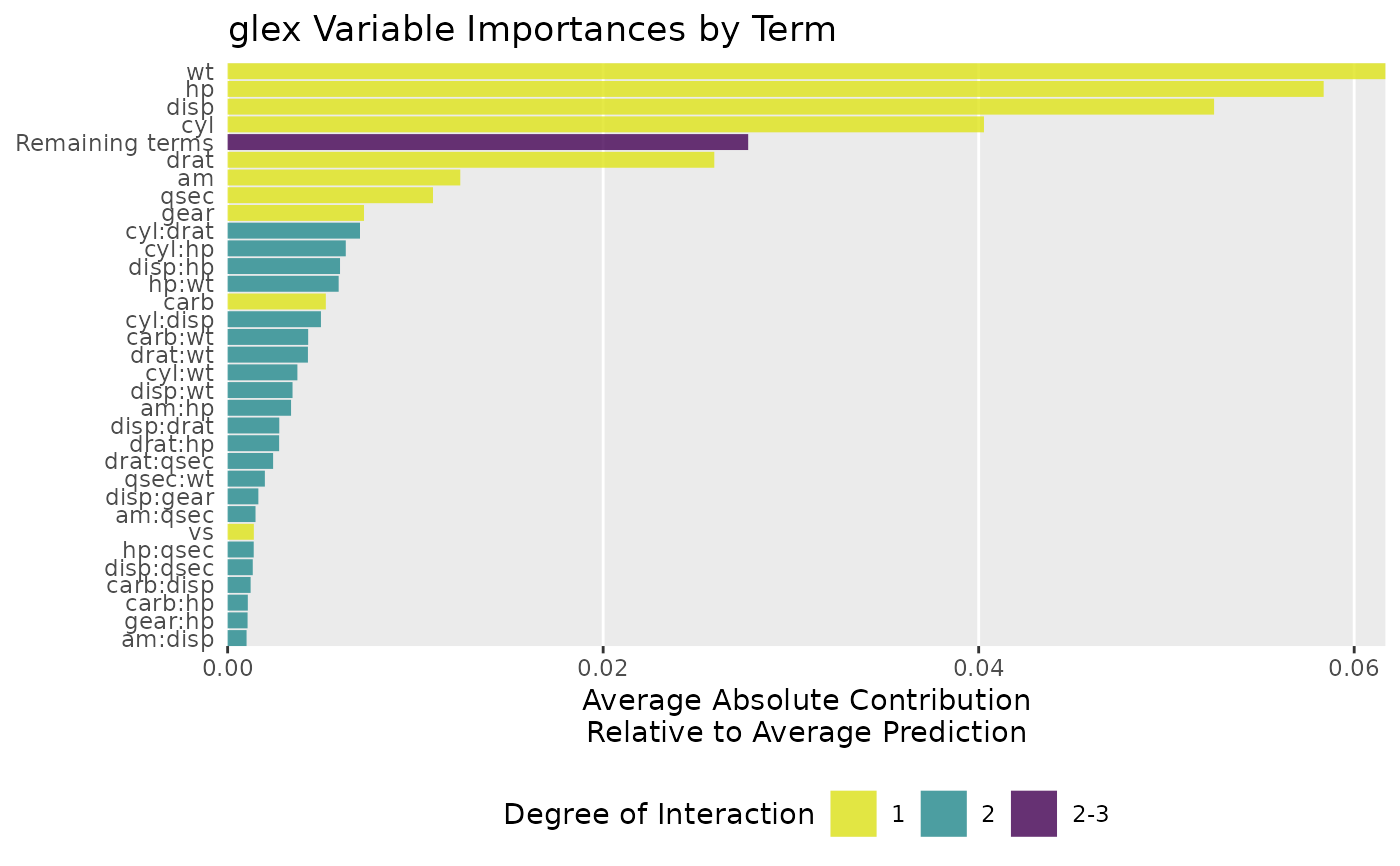 glex Variable Importances by Term
wt
hp
disp
cyl
Remaining terms
drat
am
qsec
gear
cyl:drat
cyl:hp
disp:hp
hp:wt
carb
cyl:disp
carb:wt
drat:wt
cyl:wt
disp:wt
am:hp
disp:drat
drat:hp
drat:qsec
qsec:wt
disp:gear
am:qsec
vs
hp:qsec
disp:qsec
carb:disp
carb:hp
gear:hp
am:disp
0.00 0.02 0.04 0.06
Average Absolute Contribution
Relative to Average Prediction
Degree of Interaction 1 2 2-3